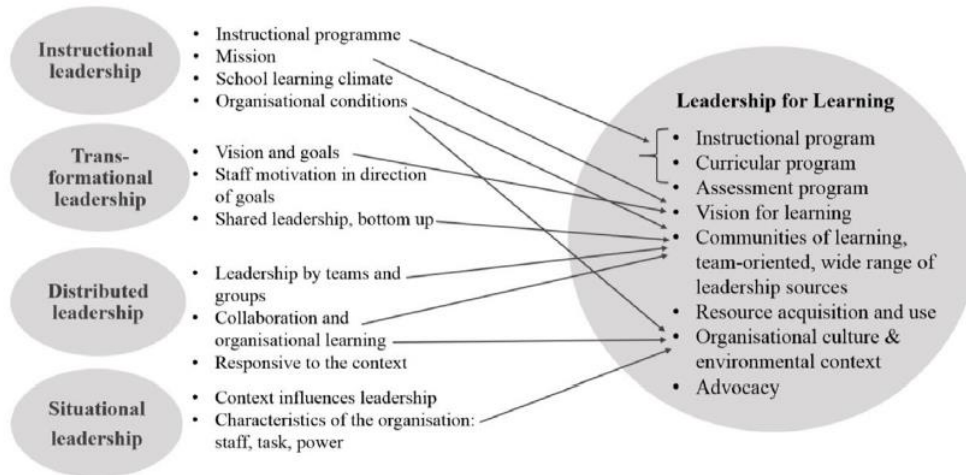 Instructional
leadership
• Instructional programme
• Mission
• School learning climate
• Organisational conditions
Trans-
formational
leadership
• Vision and goals
• Staff motivation in direction
of goals
• Shared leadership, bottom up
Distributed
leadership
• Leadership by teams and
groups
• Collaboration and
organisational learning
• Responsive to the context
Situational
leadership
• Context influences leadership
• Characteristics of the organisation:
staff, task, power
Leadership for Learning
• Instructional program
• Curricular program
• Assessment program
• Vision for learning
• Communities of learning,
team-oriented, wide range of
leadership sources
• Resource acquisition and use
• Organisational culture &
environmental context
• Advocacy